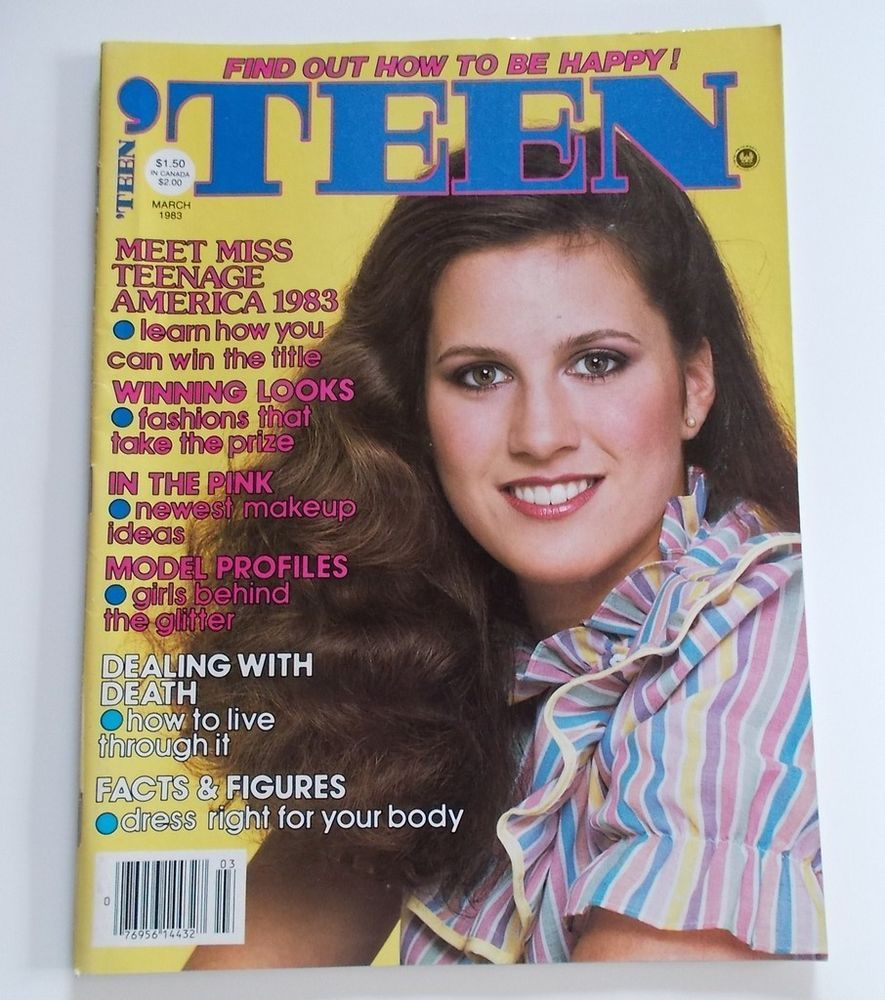 FIND OUT HOW TO BE HAPPY!
'TEEN
'TEEN
$1.50
IN CANADA
$2.00
MARCH
1983
MEET MISS
TEENAGE
AMERICA 1983
learn how you
can win the title
WINNING LOOKS
fashions that
take the prize
IN THE PINK
newest makeup
ideas
MODEL PROFILES
girls behind
the glitter
DEALING WITH
DEATH
how to live
through it
FACTS & FIGURES
dress right for your body
03
0
76956 14432